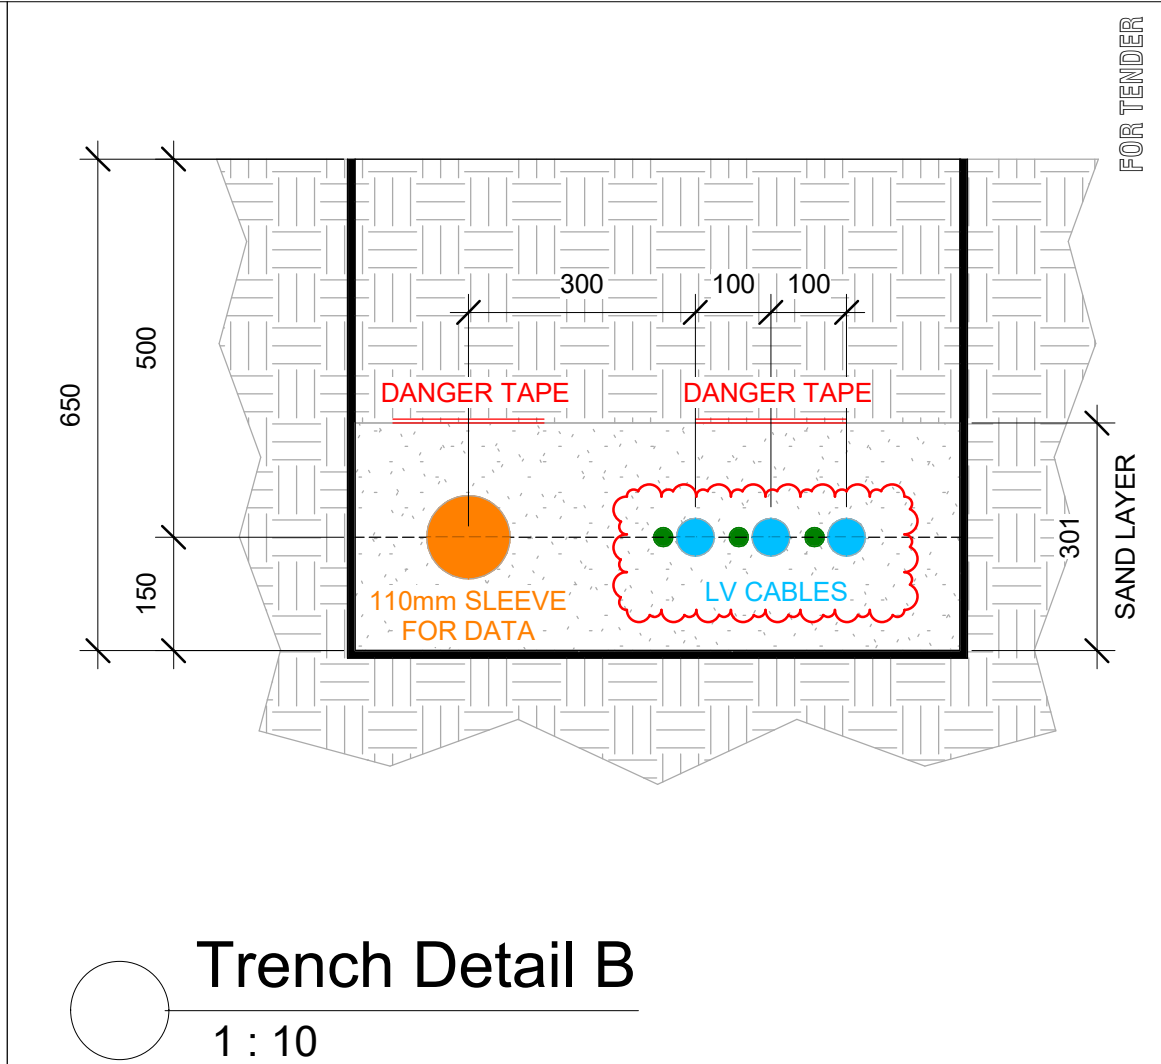 FOR TENDER
300
100
100
500
650
DANGER TAPE
DANGER TAPE
SAND LAYER
301
150
LV CABLES
110mm SLEEVE
FOR DATA
Trench Detail B
1 : 10